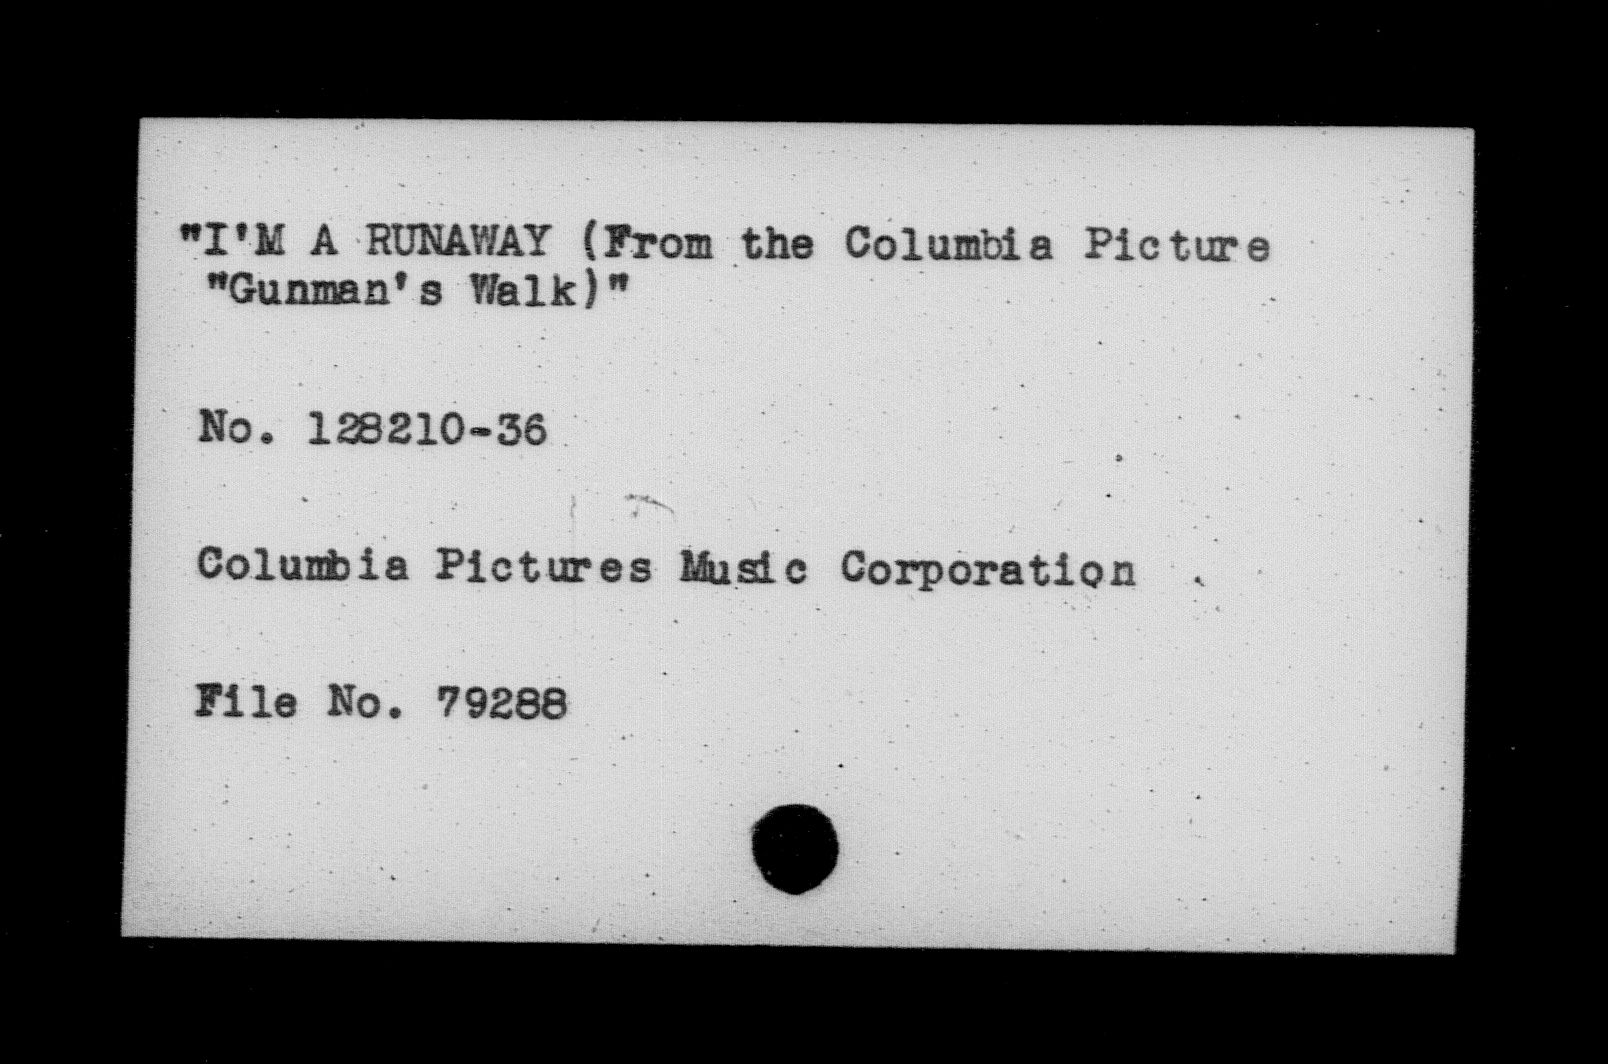 "I'M A RUNAWAY (From the Columbia Picture
"Gunman's Walk)"
No. 128210-36
Columbia Pictures Music Corporation
File No. 79288